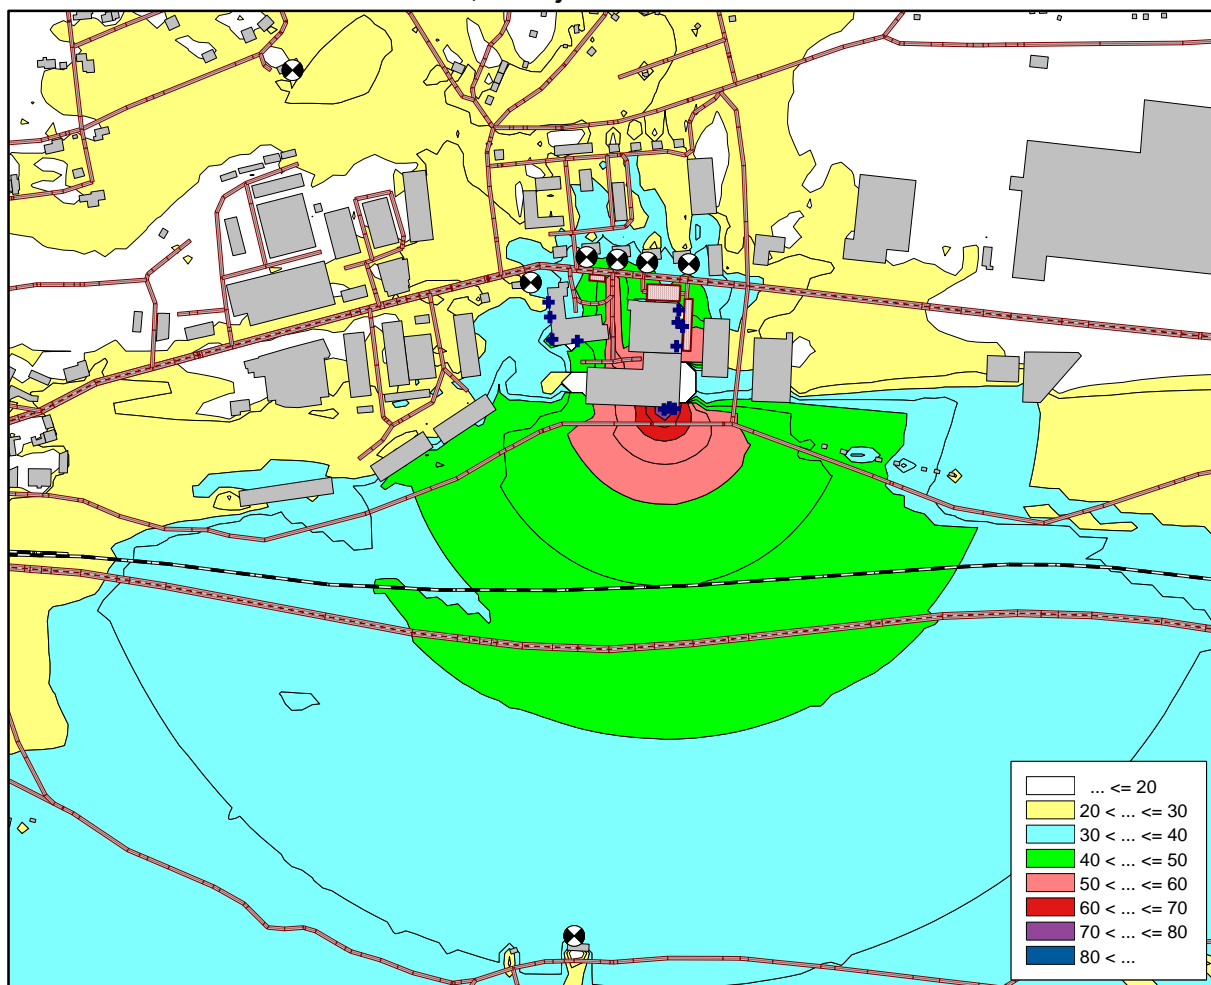 ... <= 20
20 < ... <= 30
30 < ... <= 40
40 < ... <= 50
50 < ... <= 60
60 < ... <= 70
70 < ... <= 80
80 < ...